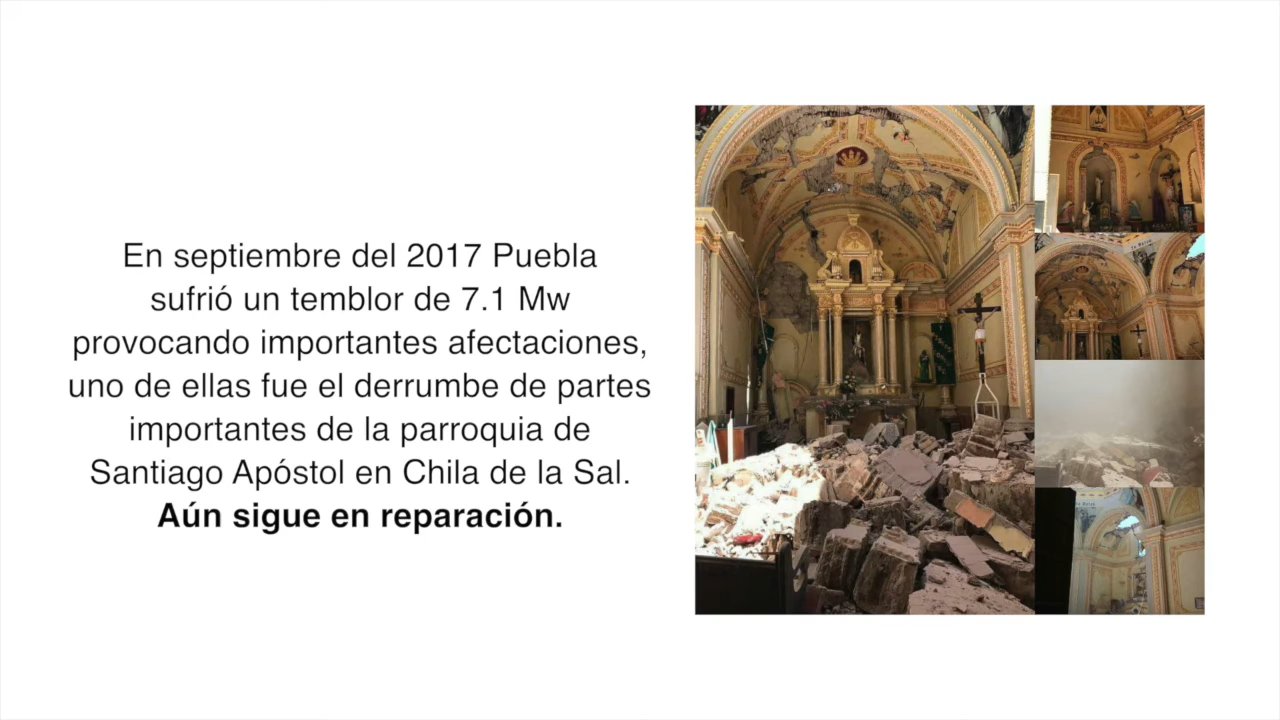 En septiembre del 2017 Puebla
sufrió un temblor de 7.1 Mw
provocando importantes afectaciones,
uno de ellas fue el derrumbe de partes
importantes de la parroquia de
Santiago Apóstol en Chila de la Sal.
Aún sigue en reparación.